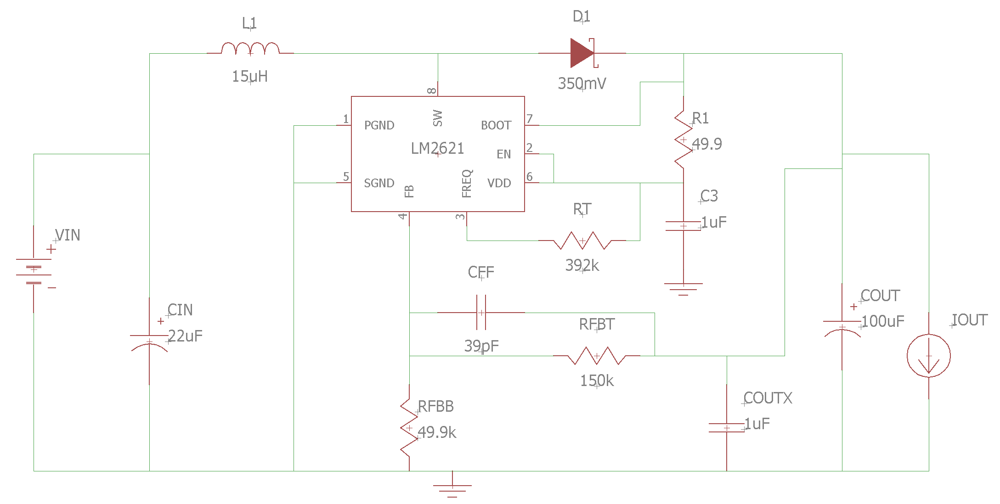 L1
15uH
D1
350mV
8
SW
1
PGND
BOOT
7
LM2621
EN
2
5
SGND
FB
FREQ
VDD
6
4
3
R1
49.9
C3
1uF
RT
392k
VIN
+
−
CIN
+
22uF
CFF
39pF
RFBT
150k
RFBB
49.9k
COUTX
1uF
COUT
+
100uF
IOUT